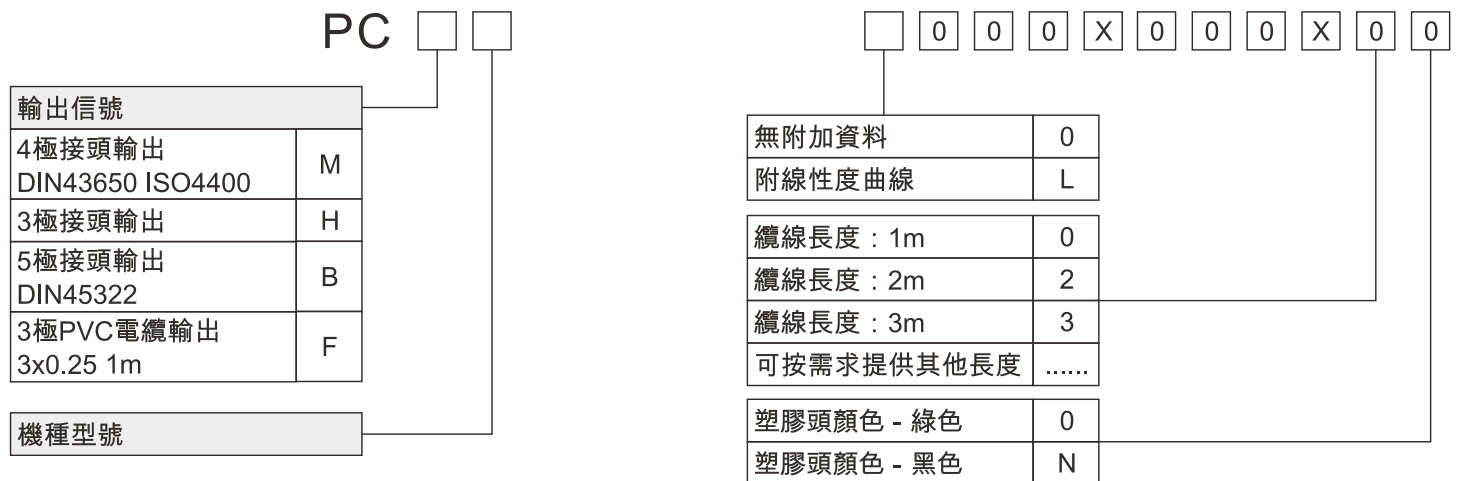 PC
0 0 0 X 0 0 0 X 0 0
輸出信號
4極接頭輸出
DIN43650 ISO4400
M
3極接頭輸出 H
5極接頭輸出
DIN45322
B
3極PVC電纜輸出
3x0.25 1m
F
機種型號
無附加資料 0
附線性度曲線 L
纜線長度：1m 0
纜線長度：2m 2
纜線長度：3m 3
可按需求提供其他長度 ......
塑膠頭顏色 - 綠色 0
塑膠頭顏色 - 黑色 N